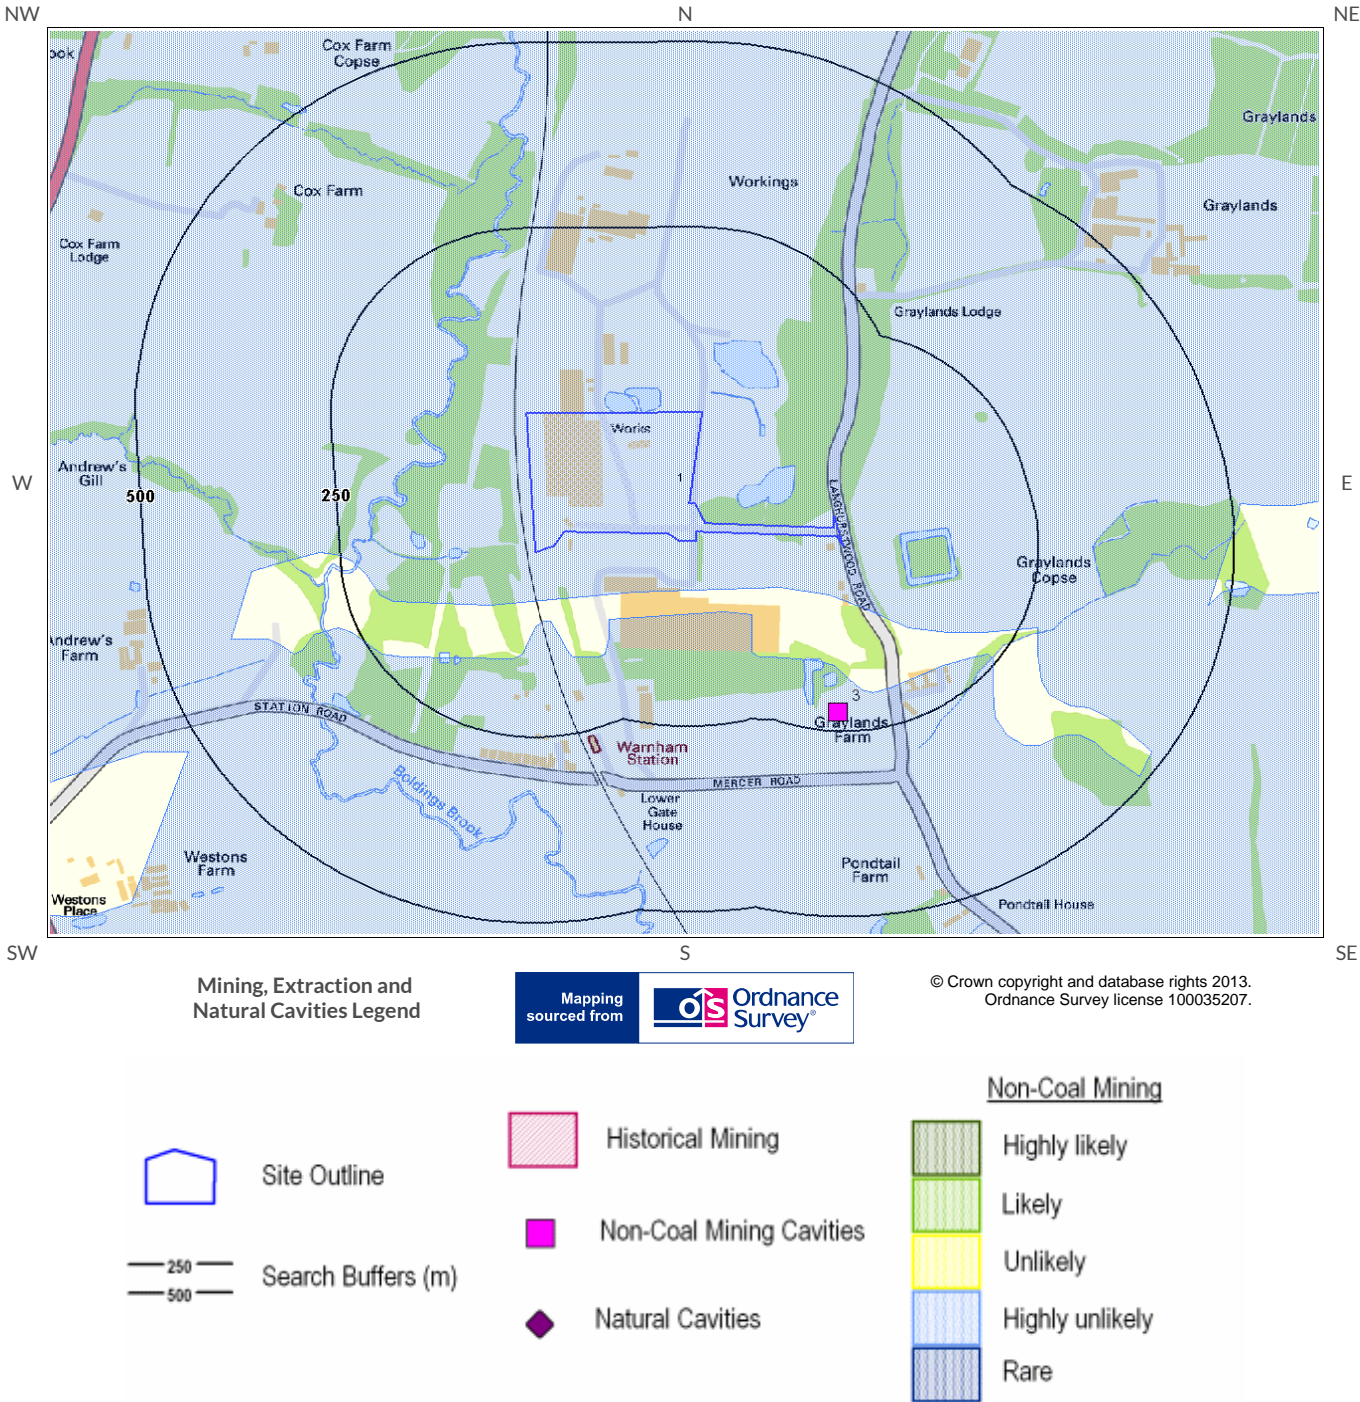 NW
N
NE
ook
Cox Farm
Copse
Graylands
Workings
Cox Farm
Graylands
Cox Farm
Lodge
Graylands Lodge
Works
Andrew's
Gill
1
W
500
250
E
LANGHURSTWOOD ROAD
Graylands
Copse
Andrew's
Farm
3
STATION ROAD
Graylands
Farm
Warnham
Station
MERCER ROAD
Boldings Brook
Lower
Gate
House
Westons
Farm
Pondtail
Farm
Westons
Place
Pondtail House
SW
S
SE
Mining, Extraction and
Natural Cavities Legend
Mapping
sourced from
OS
Ordnance
Survey®
© Crown copyright and database rights 2013.
Ordnance Survey license 100035207.
Non-Coal Mining
Historical Mining
Highly likely
Site Outline
Likely
Non-Coal Mining Cavities
Unlikely
250
500
Search Buffers (m)
Natural Cavities
Highly unlikely
Rare